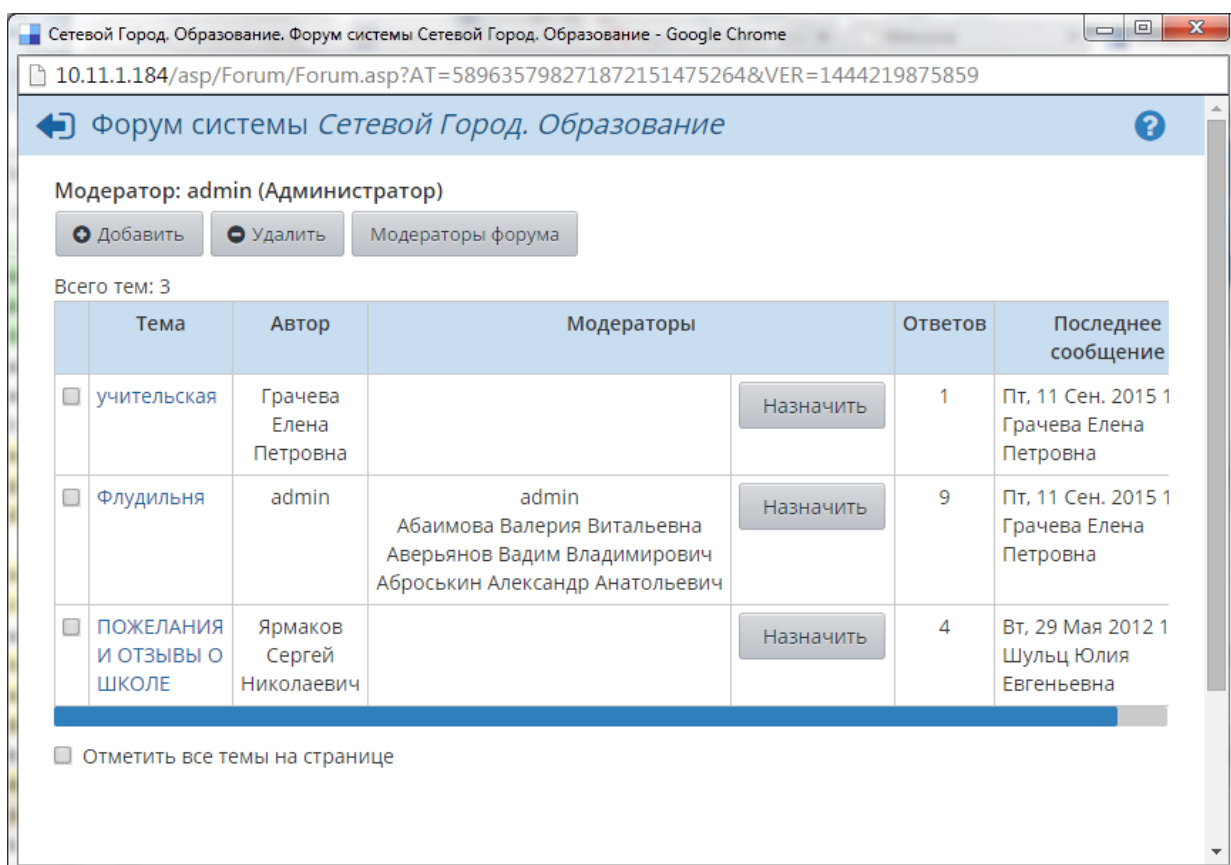 Сетевой Город. Образование. Форум системы Сетевой Город. Образование - Google Chrome
10.11.1.184/asp/Forum/Forum.asp?AT=589635798271872151475264&VER=1444219875859
Форум системы Сетевой Город. Образование
Модератор: admin (Администратор)
Добавить Удалить Модераторы форума
Всего тем: 3
Тема Автор Модераторы Ответов Последнее
сообщение
учительская Грачева
Елена
Петровна
Назначить 1 Пт, 11 Сен. 2015 1
Грачева Елена
Петровна
Флудильня admin admin
Абаимова Валерия Витальевна
Аверьянов Вадим Владимирович
Аброськин Александр Анатольевич
Назначить 9 Пт, 11 Сен. 2015 1
Грачева Елена
Петровна
ПОЖЕЛАНИЯ
И ОТЗЫВЫ О
ШКОЛЕ
Ярмаков
Сергей
Николаевич
Назначить 4 Вт, 29 Мая 2012 1
Шульц Юлия
Евгеньевна
Отметить все темы на странице